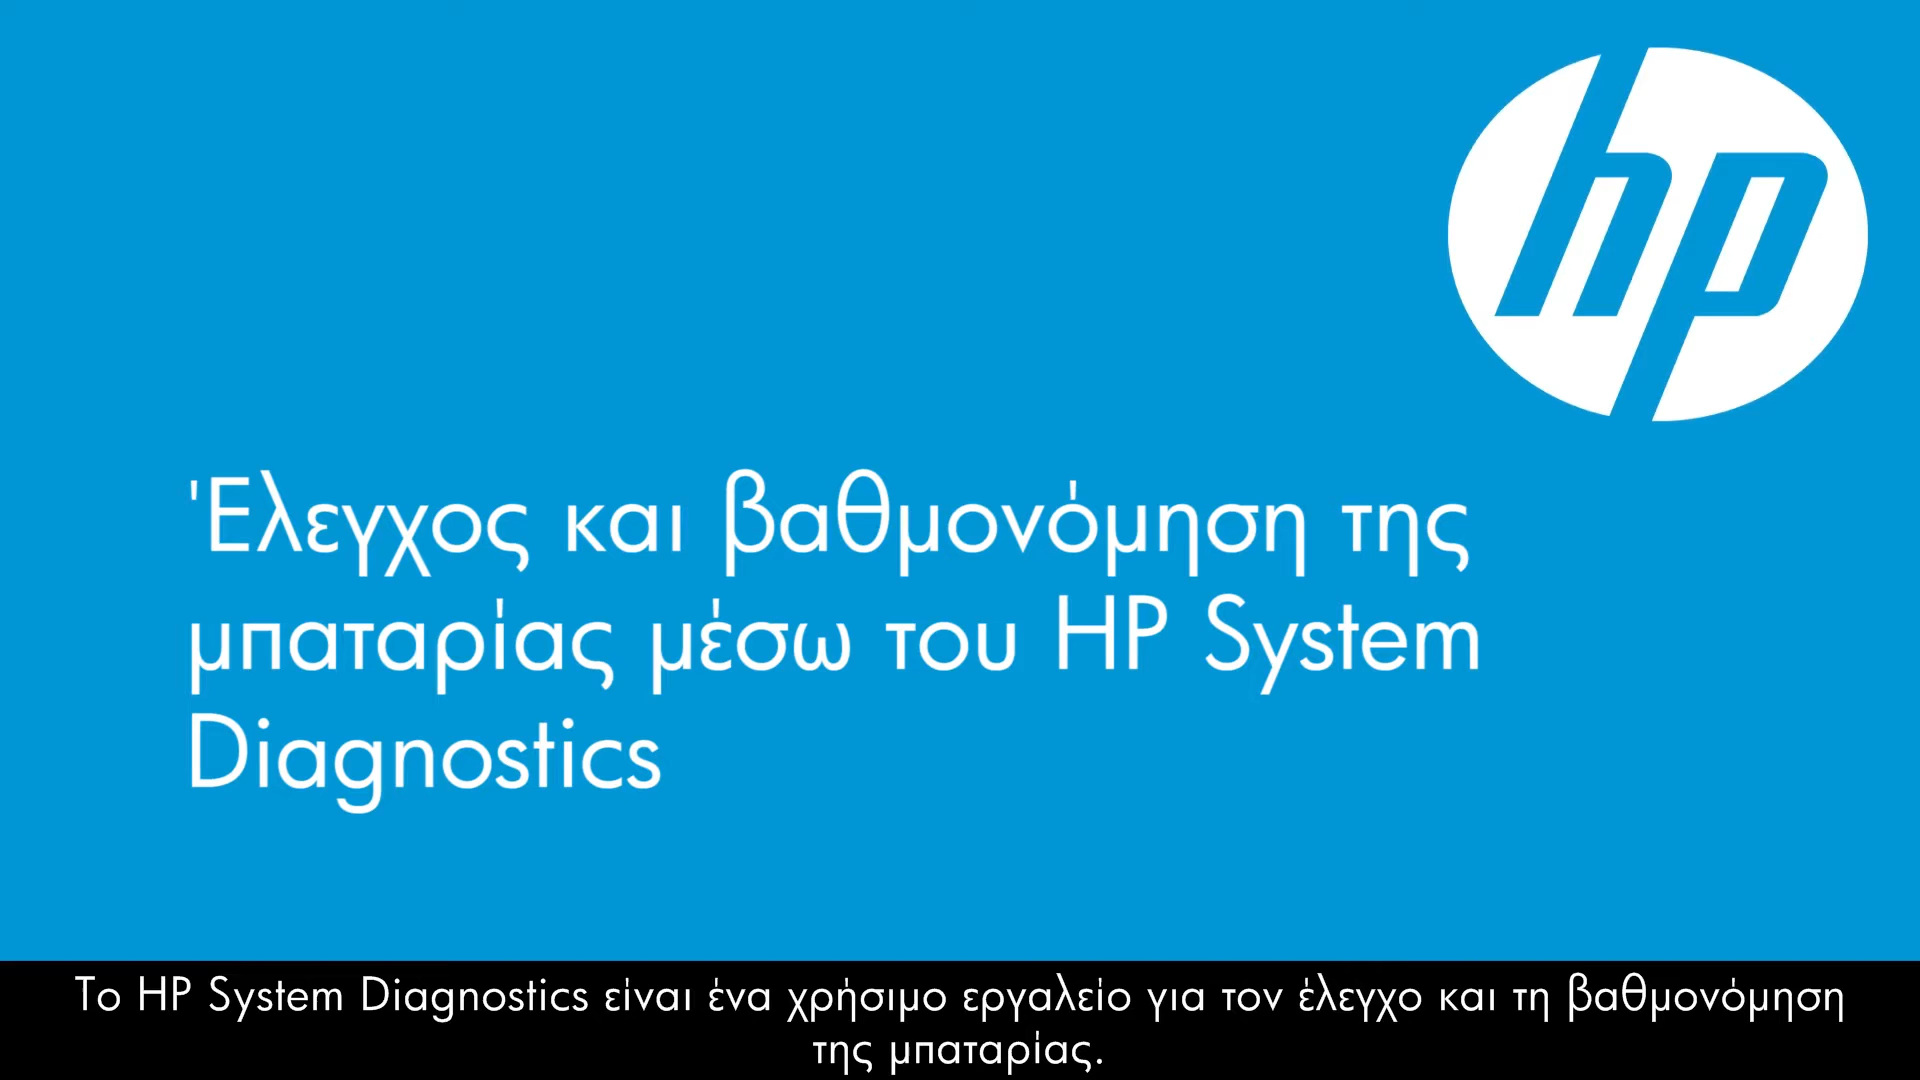 hp
Έλεγχος και βαθμονόμηση της
μπαταρίας μέσω του HP System
Diagnostics
Το HP System Diagnostics είναι ένα χρήσιμο εργαλείο για τον έλεγχο και τη βαθμονόμηση
της μπαταρίας.